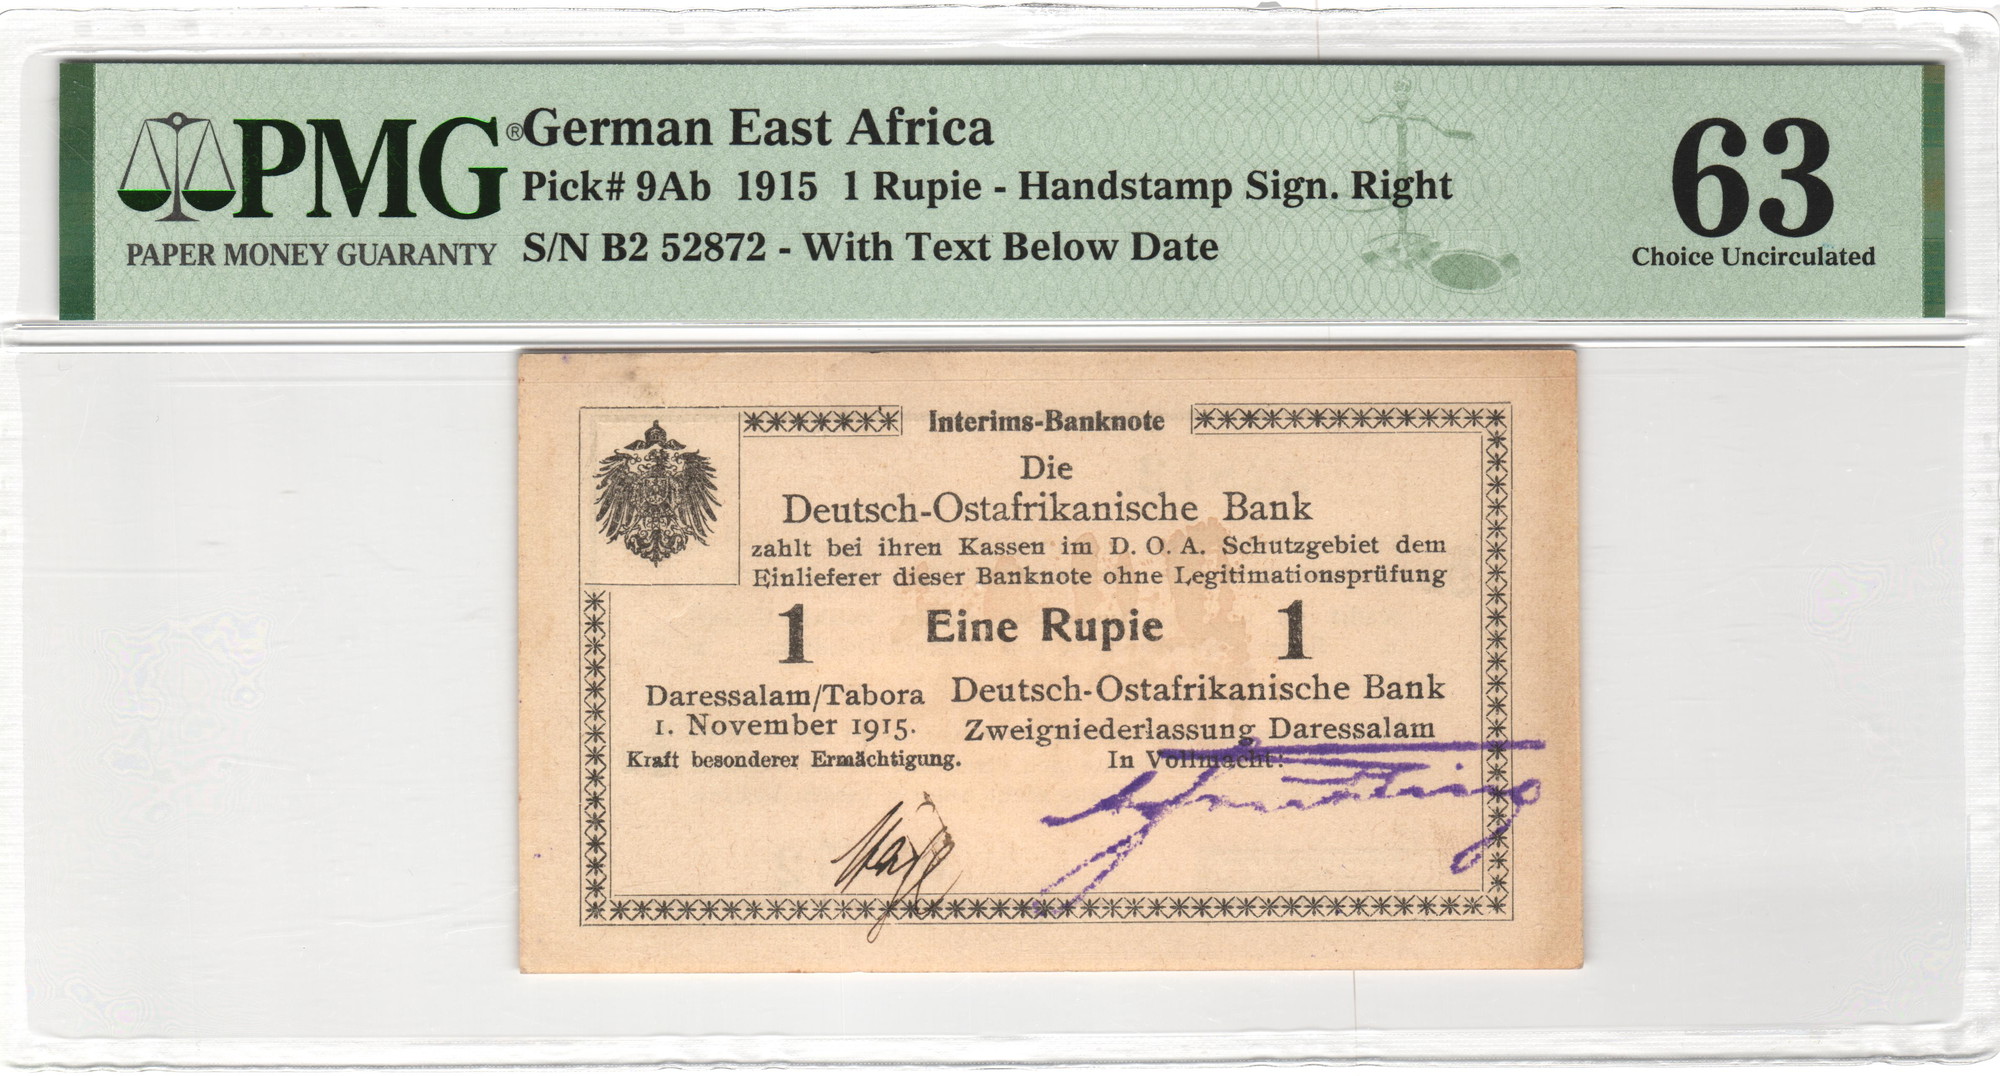 PMG®
PAPER MONEY GUARANTY
German East Africa
Pick# 9Ab 1915 1 Rupie - Handstamp Sign. Right
S/N B2 52872 - With Text Below Date
63
Choice Uncirculated
Interims-Banknote
Die
Deutsch-Ostafrikanische Bank
zahlt bei ihren Kassen im D. O. A. Schutzgebiet dem
Einlieferer dieser Banknote ohne Legitimationsprüfung
1 Eine Rupie 1
Daressalam/Tabora
1. November 1915.
Kraft besonderer Ermächtigung.
Deutsch-Ostafrikanische Bank
Zweigniederlassung Daressalam
In Vollmacht: